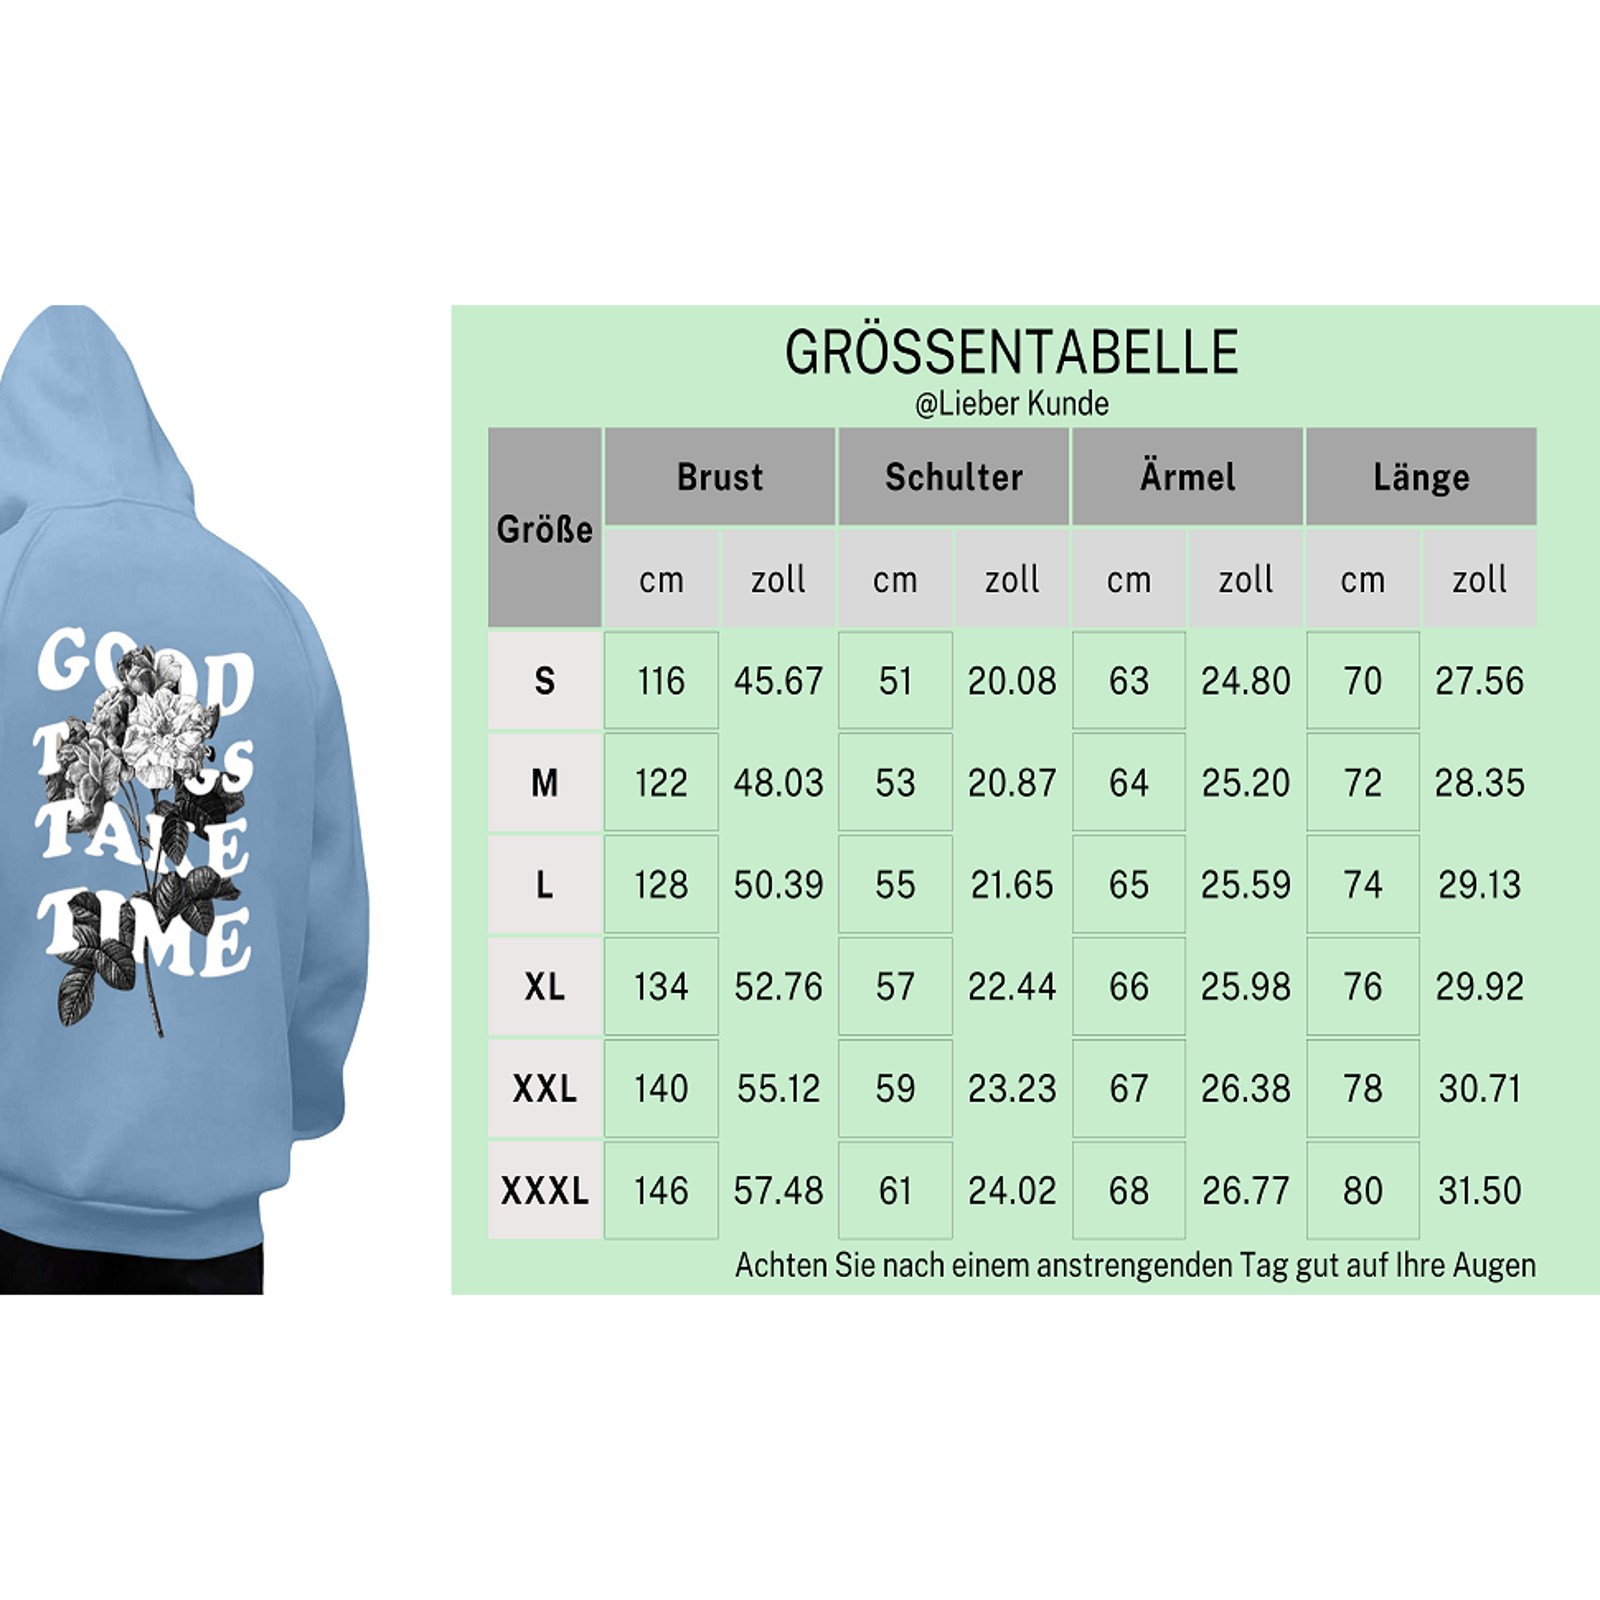 GOOD
TAKE
TIME
GRÖSSENTABELLE
@Lieber Kunde
Größe Brust Schulter Ärmel Länge
cm zoll cm zoll cm zoll cm zoll
S 116 45.67 51 20.08 63 24.80 70 27.56
M 122 48.03 53 20.87 64 25.20 72 28.35
L 128 50.39 55 21.65 65 25.59 74 29.13
XL 134 52.76 57 22.44 66 25.98 76 29.92
XXL 140 55.12 59 23.23 67 26.38 78 30.71
XXXL 146 57.48 61 24.02 68 26.77 80 31.50
Achten Sie nach einem anstrengenden Tag gut auf Ihre Augen